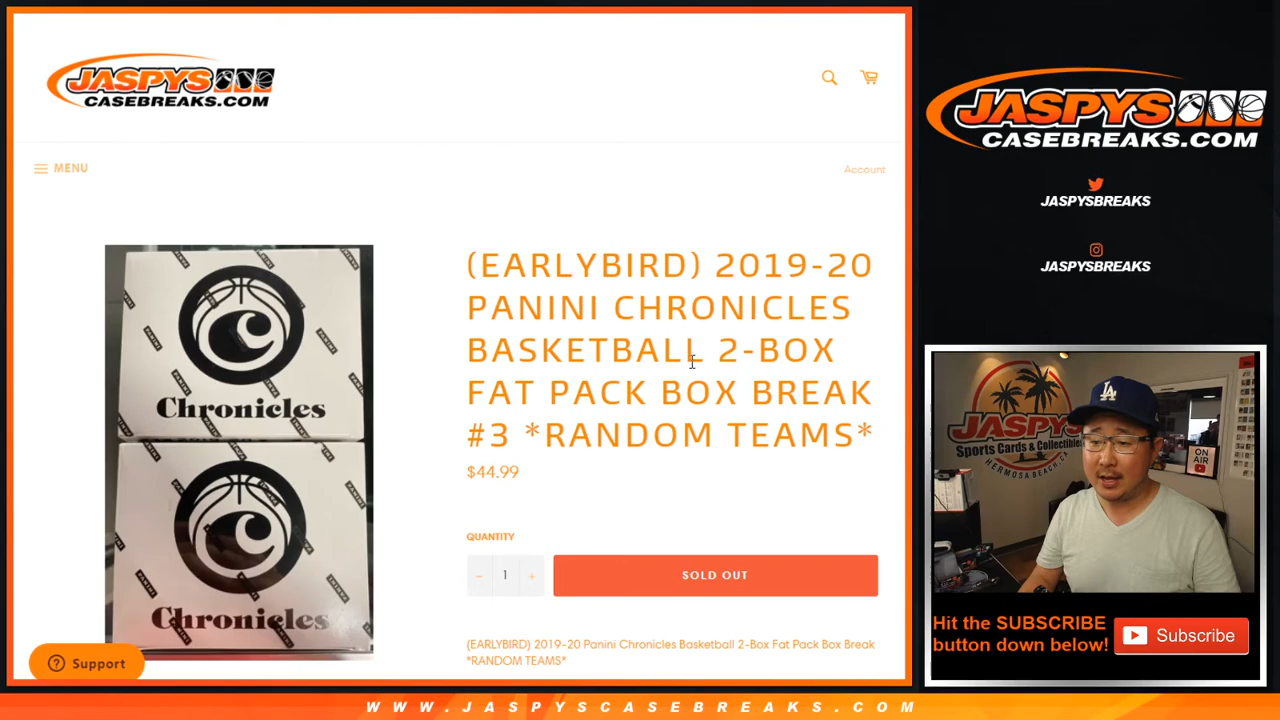 JASPYS
CASEBREAKS.COM
MENU
Account
Chronicles
Chronicles
PANINI
(EARLYBIRD) 2019-20
PANINI CHRONICLES
BASKETBALL 2-BOX
FAT PACK BOX BREAK
#3 *RANDOM TEAMS*
$44.99
QUANTITY
− 1 +
SOLD OUT
(EARLYBIRD) 2019-20 Panini Chronicles Basketball 2-Box Fat Pack Box Break
*RANDOM TEAMS*
Support
JASPYS
CASEBREAKS.COM
JASPYSBREAKS
JASPYSBREAKS
JASPYS
Sports Cards & Collectibles
HERMOSA BEACH, CA
LA
ON AIR
Hit the SUBSCRIBE
button down below!
Subscribe
WWW.JASPYSCASEBREAKS.COM